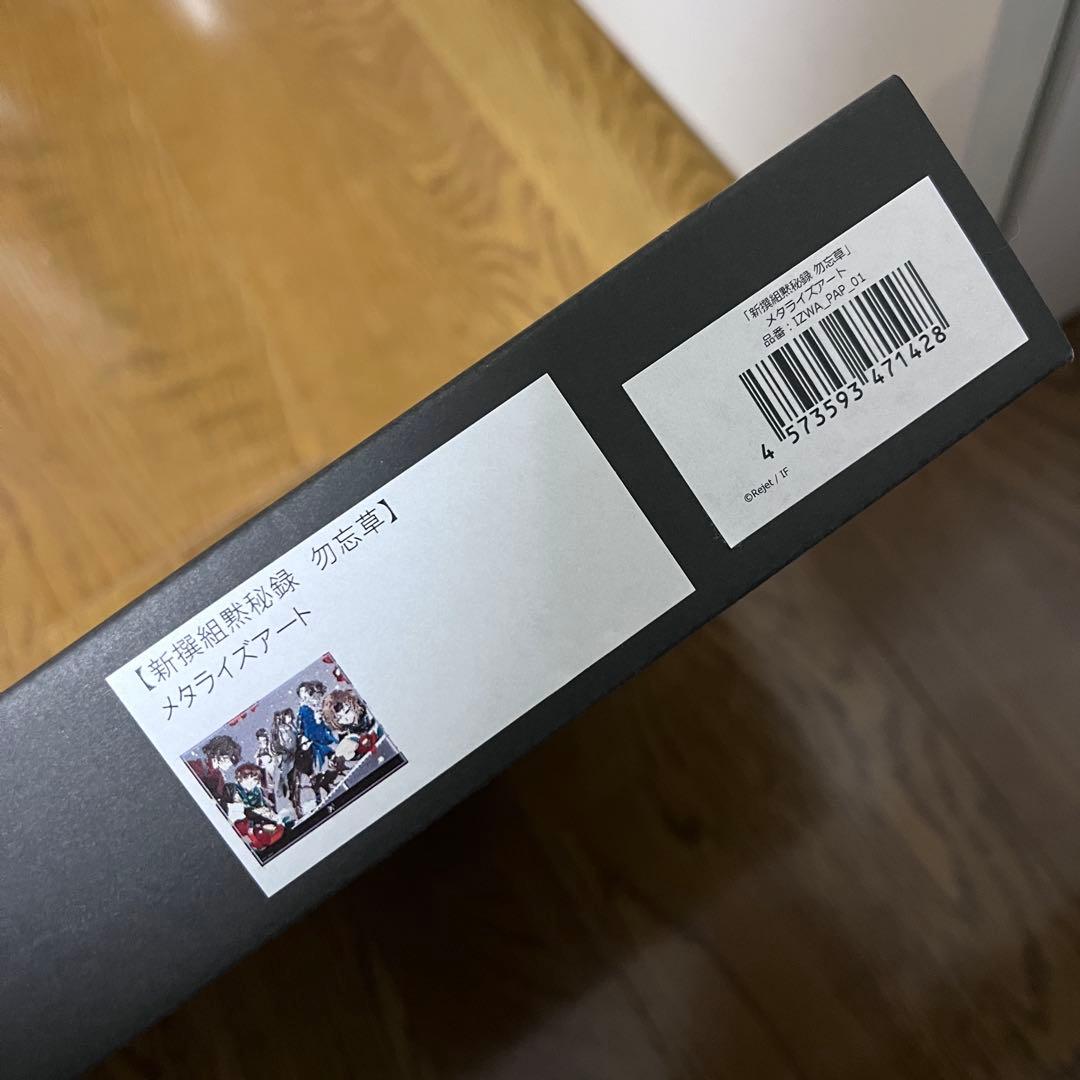 【新撰組黙秘録 勿忘草】
メタライズアート
「新撰組黙秘録 勿忘草」
メタライズアート
品番：IZWA_PAP_01
4 573593 471428
©Rejet / IF